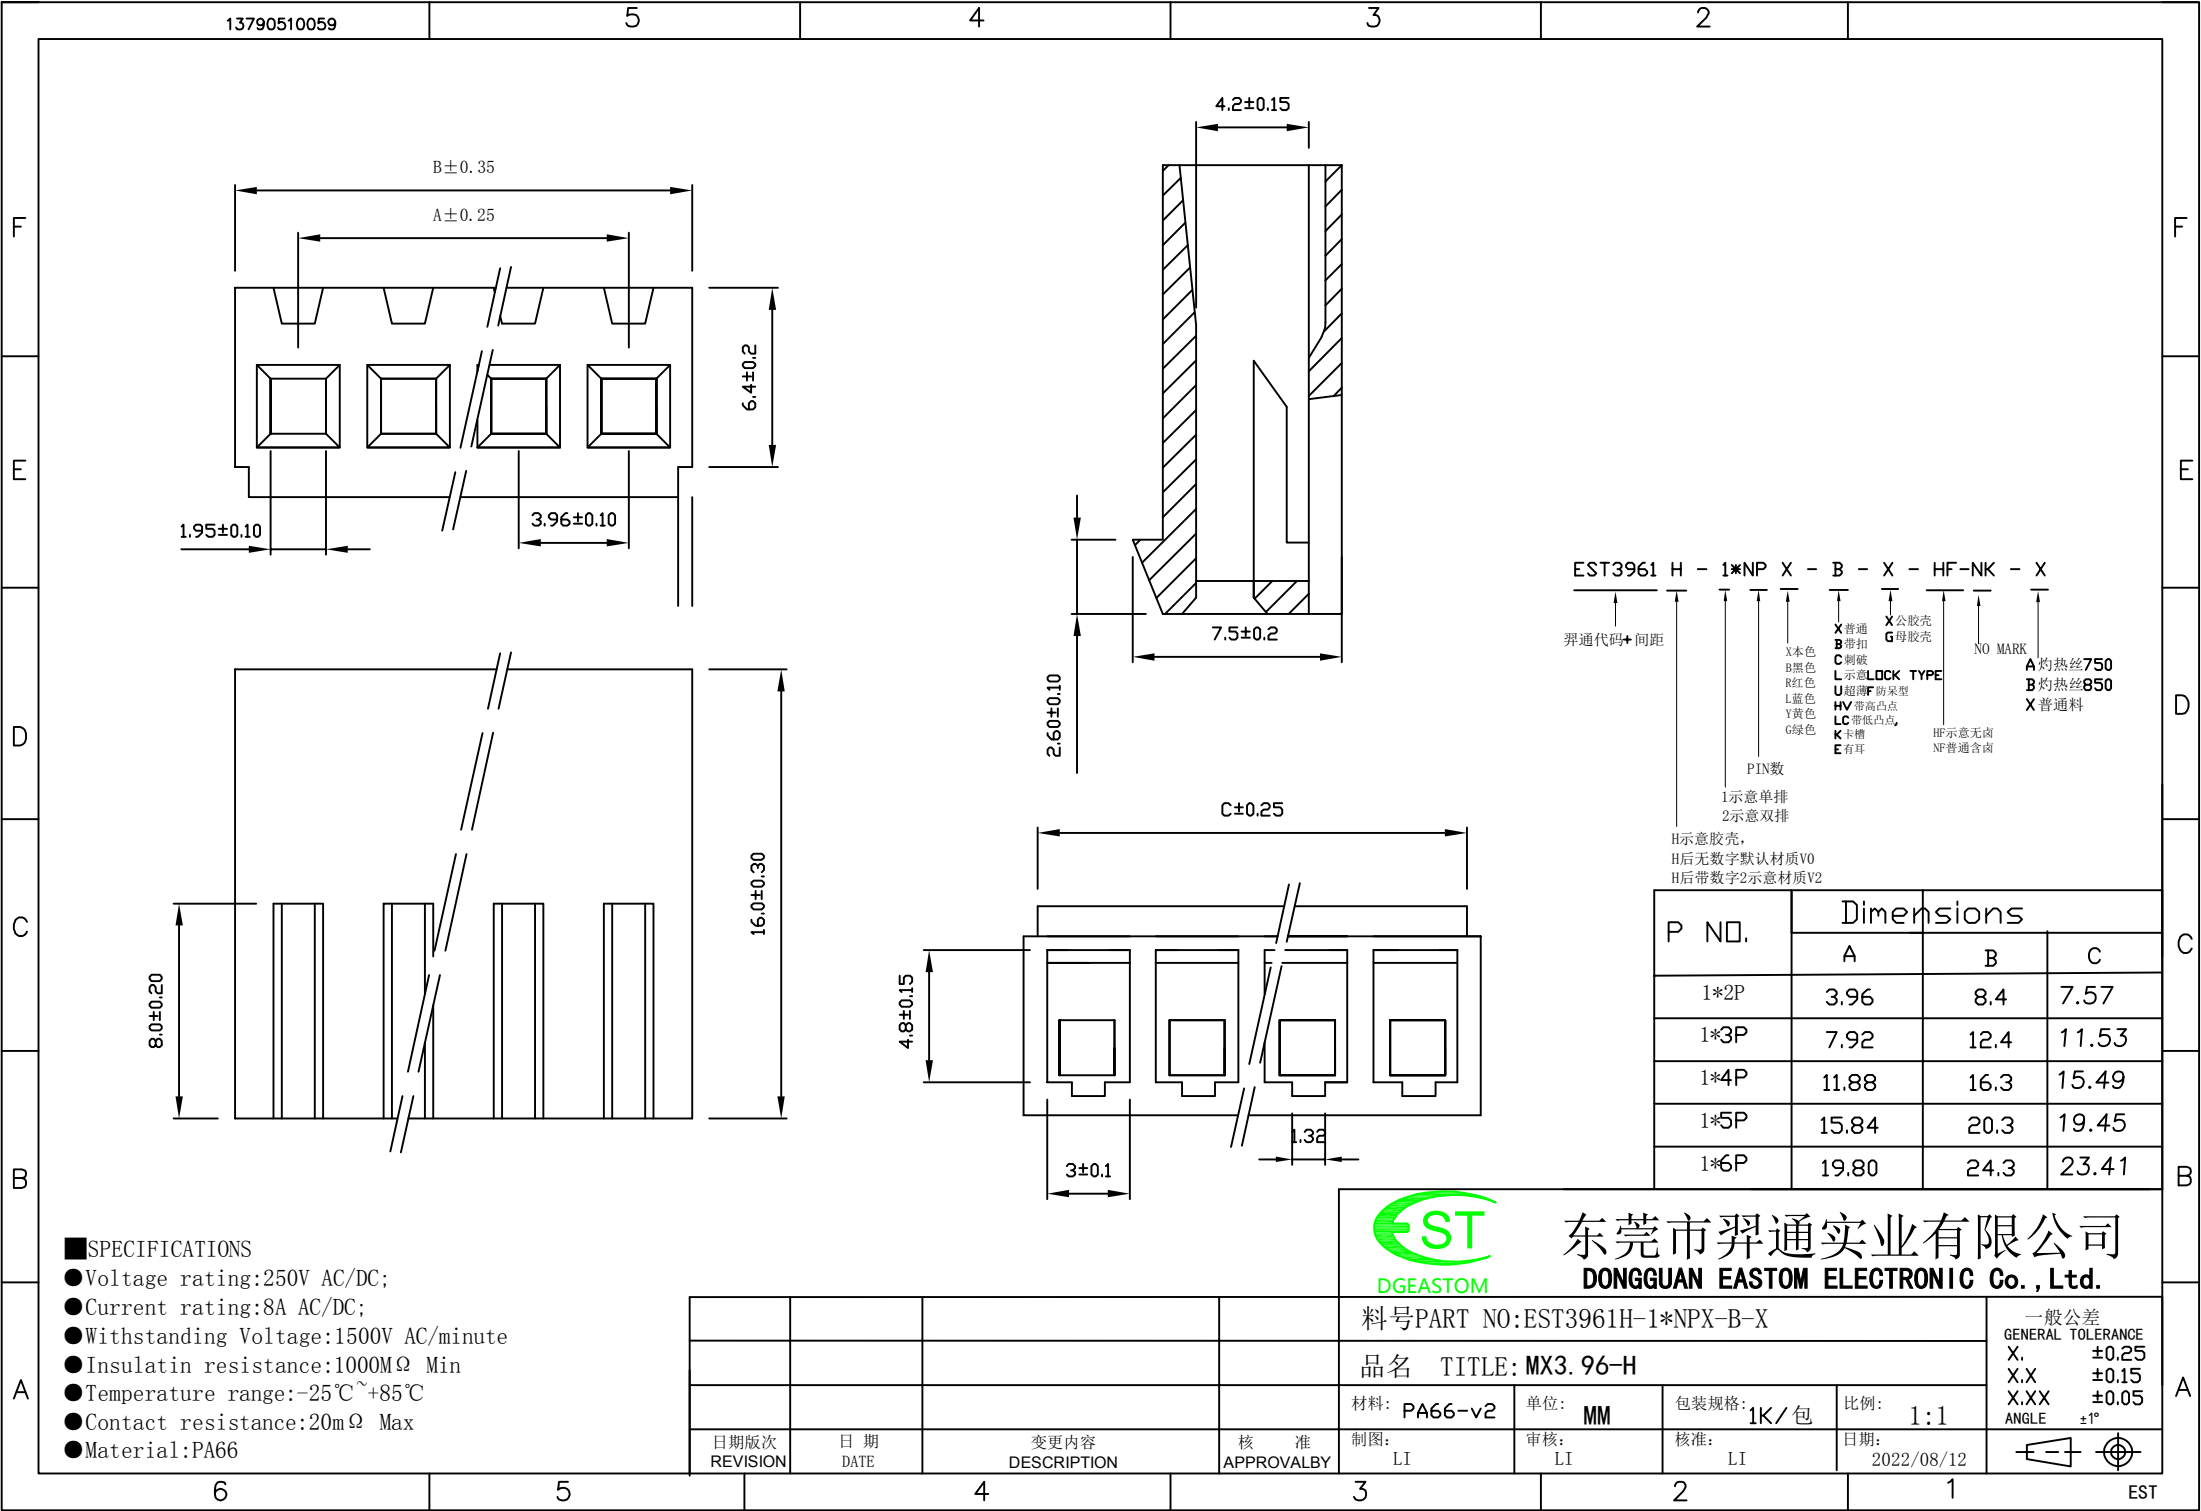 13790510059
5
4
3
2
F
E
D
C
B
A
F
E
D
C
B
A
B±0.35
A±0.25
6.4±0.2
1.95±0.10
3.96±0.10
4.2±0.15
7.5±0.2
2.60±0.10
16.0±0.30
8.0±0.20
C±0.25
4.8±0.15
3±0.1
1.32
EST3961 H - 1*NP X - B - X - HF-NK - X
羿通代码+间距
X本色
B黑色
R红色
L蓝色
Y黄色
G绿色
X普通
B带扣
C刺破
L示意LOCK TYPE
U超薄F防呆型
HV带高凸点
LC带低凸点,
K卡槽
E有耳
X公胶壳
G母胶壳
NO MARK
A灼热丝750
B灼热丝850
X普通料
HF示意无卤
NF普通含卤
PIN数
1示意单排
2示意双排
H示意胶壳,
H后无数字默认材质V0
H后带数字2示意材质V2
P NO. Dimensions
A B C
1*2P 3.96 8.4 7.57
1*3P 7.92 12.4 11.53
1*4P 11.88 16.3 15.49
1*5P 15.84 20.3 19.45
1*6P 19.80 24.3 23.41
■SPECIFICATIONS
●Voltage rating:250V AC/DC;
●Current rating:8A AC/DC;
●Withstanding Voltage:1500V AC/minute
●Insulatin resistance:1000MΩ Min
●Temperature range:-25℃~+85℃
●Contact resistance:20mΩ Max
●Material:PA66
EST
DGEASTOM
东莞市羿通实业有限公司
DONGGUAN EASTOM ELECTRONIC Co.,Ltd.
料号PART NO:EST3961H-1*NPX-B-X
品名 TITLE:MX3.96-H
材料: PA66-v2 单位: MM 包装规格: 1K/包 比例: 1:1
制图: LI 审核: LI 核准: LI 日期: 2022/08/12
一般公差
GENERAL TOLERANCE
X. ±0.25
X.X ±0.15
X.XX ±0.05
ANGLE ±1°
日期版次 日 期 变更内容 核 准
REVISION DATE DESCRIPTION APPROVALBY
6
5
4
3
2
1
EST